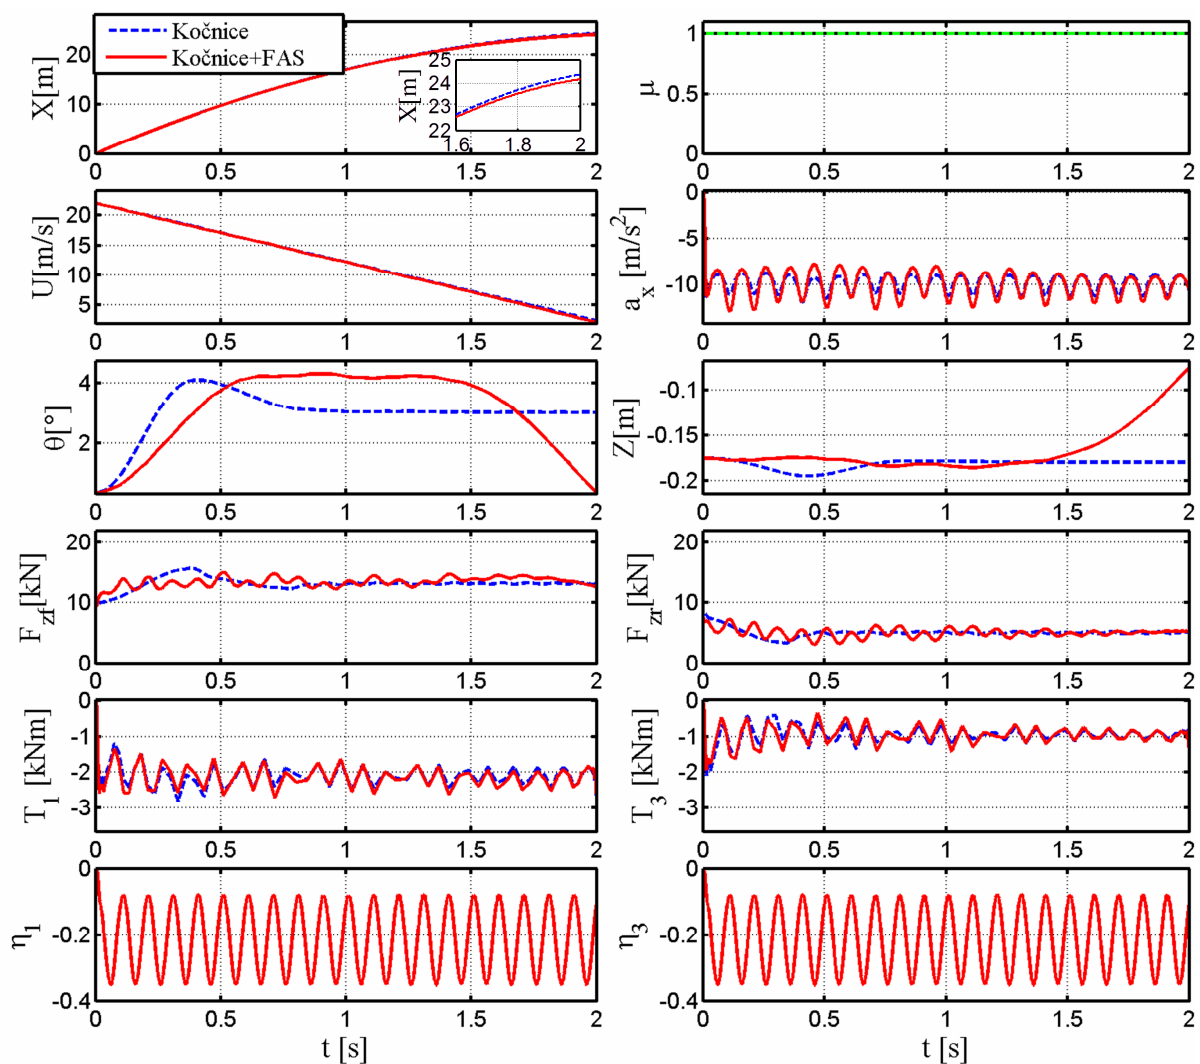 Kočnice
Kočnice+FAS
X[m]
20
10
0
0 0.5 1 1.5 2
X[m]
25
24
23
22
1.6 1.8 2
μ
1
0.5
0
0 0.5 1 1.5 2
U[m/s]
20
15
10
5
0 0.5 1 1.5 2
a_x [m/s²]
0
-5
-10
0 0.5 1 1.5 2
θ[°]
4
2
0 0.5 1 1.5 2
Z[m]
-0.1
-0.15
-0.2
0 0.5 1 1.5 2
F_zf[kN]
20
10
0
0 0.5 1 1.5 2
F_zr[kN]
20
10
0
0 0.5 1 1.5 2
T_1 [kNm]
0
-1
-2
-3
0 0.5 1 1.5 2
T_3 [kNm]
0
-1
-2
-3
0 0.5 1 1.5 2
η_1
0
-0.2
-0.4
0 0.5 1 1.5 2
t [s]
η_3
0
-0.2
-0.4
0 0.5 1 1.5 2
t [s]